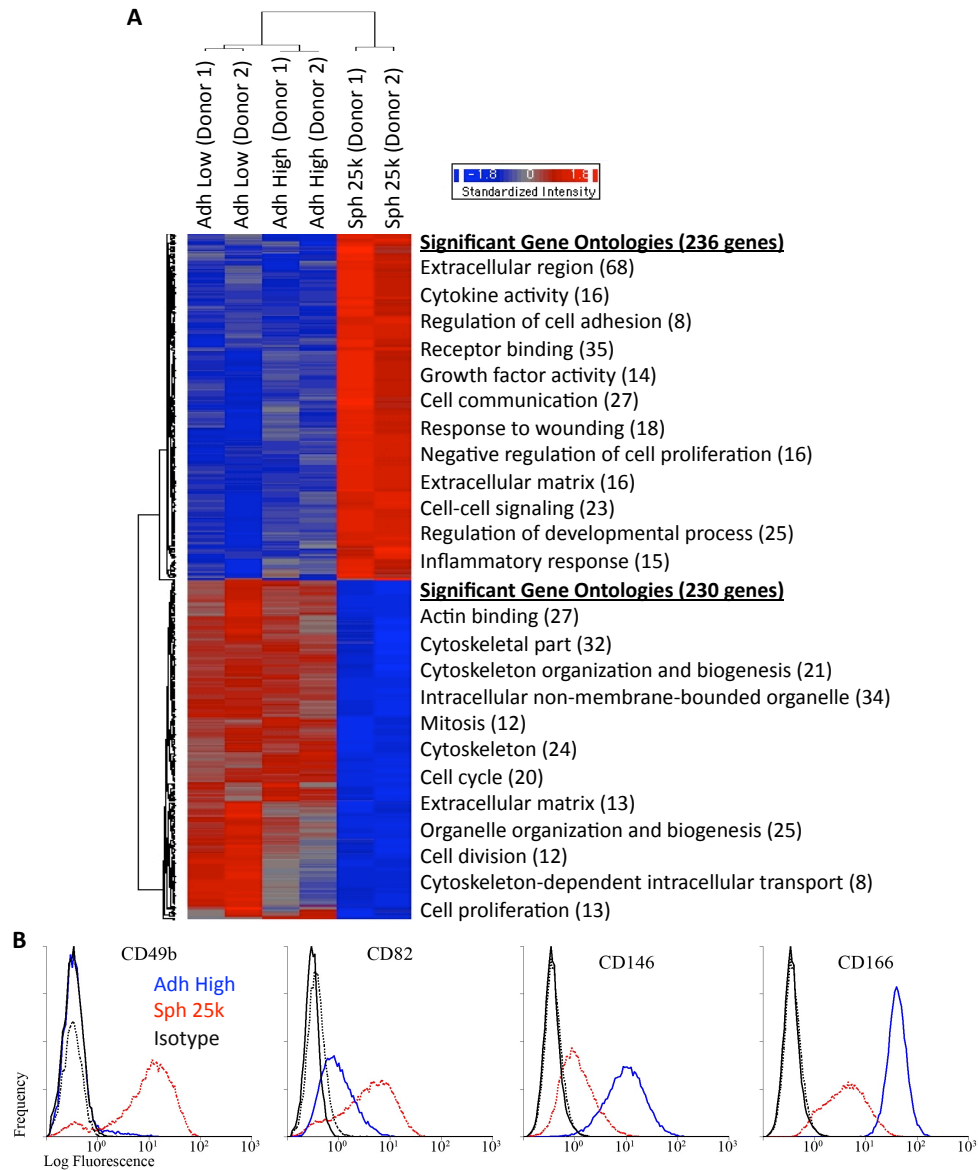 A
Adh Low (Donor 1)
Adh Low (Donor 2)
Adh High (Donor 1)
Adh High (Donor 2)
Sph 25k (Donor 1)
Sph 25k (Donor 2)
-1.8 0 1.8
Standardized Intensity
Significant Gene Ontologies (236 genes)
Extracellular region (68)
Cytokine activity (16)
Regulation of cell adhesion (8)
Receptor binding (35)
Growth factor activity (14)
Cell communication (27)
Response to wounding (18)
Negative regulation of cell proliferation (16)
Extracellular matrix (16)
Cell-cell signaling (23)
Regulation of developmental process (25)
Inflammatory response (15)
Significant Gene Ontologies (230 genes)
Actin binding (27)
Cytoskeletal part (32)
Cytoskeleton organization and biogenesis (21)
Intracellular non-membrane-bounded organelle (34)
Mitosis (12)
Cytoskeleton (24)
Cell cycle (20)
Extracellular matrix (13)
Organelle organization and biogenesis (25)
Cell division (12)
Cytoskeleton-dependent intracellular transport (8)
Cell proliferation (13)
B
CD49b
Adh High
Sph 25k
Isotype
Frequency
10⁰ 10¹ 10² 10³
Log Fluorescence
CD82
10⁰ 10¹ 10² 10³
CD146
10⁰ 10¹ 10² 10³
CD166
10⁰ 10¹ 10² 10³